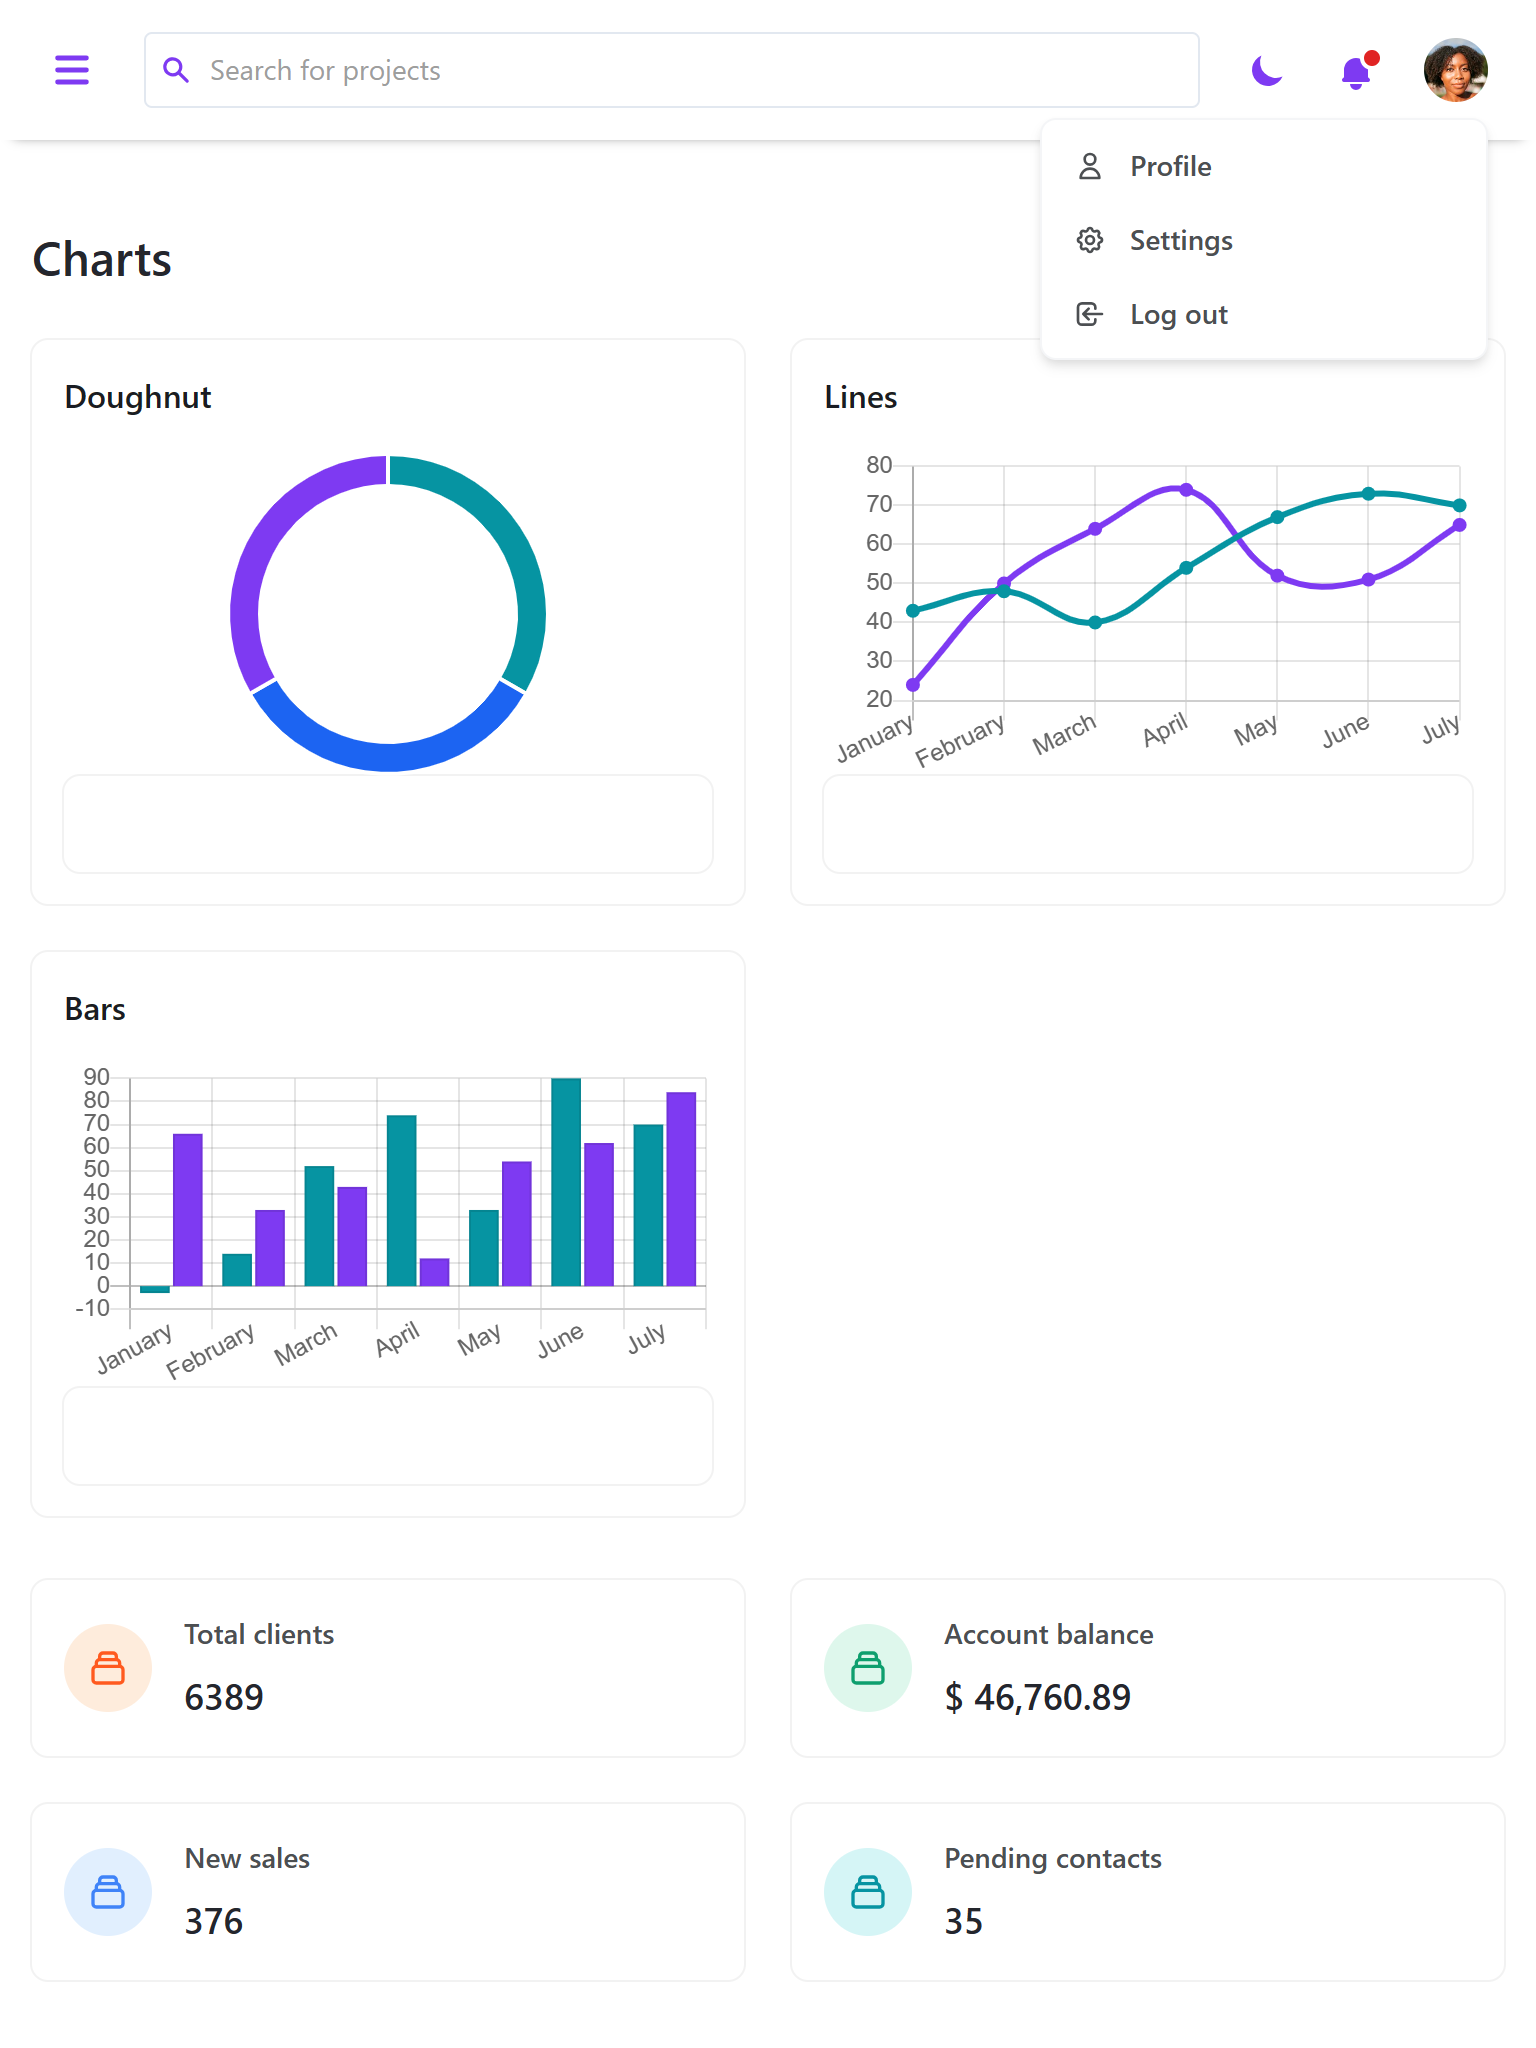 Search for projects
Profile
Settings
Log out
Charts
Doughnut
Lines
80
70
60
50
40
30
20
January
February
March
April
May
June
July
Bars
90
80
70
60
50
40
30
20
10
0
-10
January
February
March
April
May
June
July
Total clients
6389
Account balance
$ 46,760.89
New sales
376
Pending contacts
35